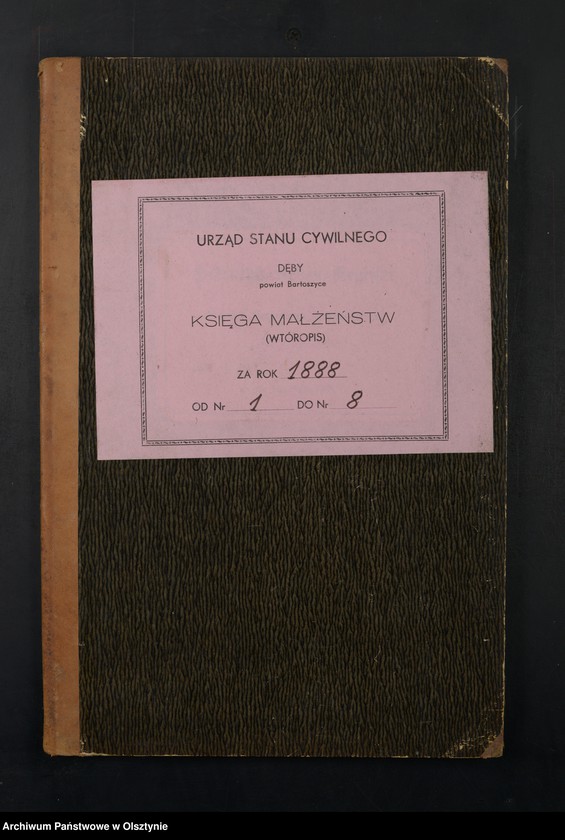 URZĄD STANU CYWILNEGO
DĘBY
powiat Bartoszyce
KSIĘGA MAŁŻEŃSTW
(WTÓROPIS)
ZA ROK 1888
OD Nr 1 DO Nr 8
Archiwum Państwowe w Olsztynie